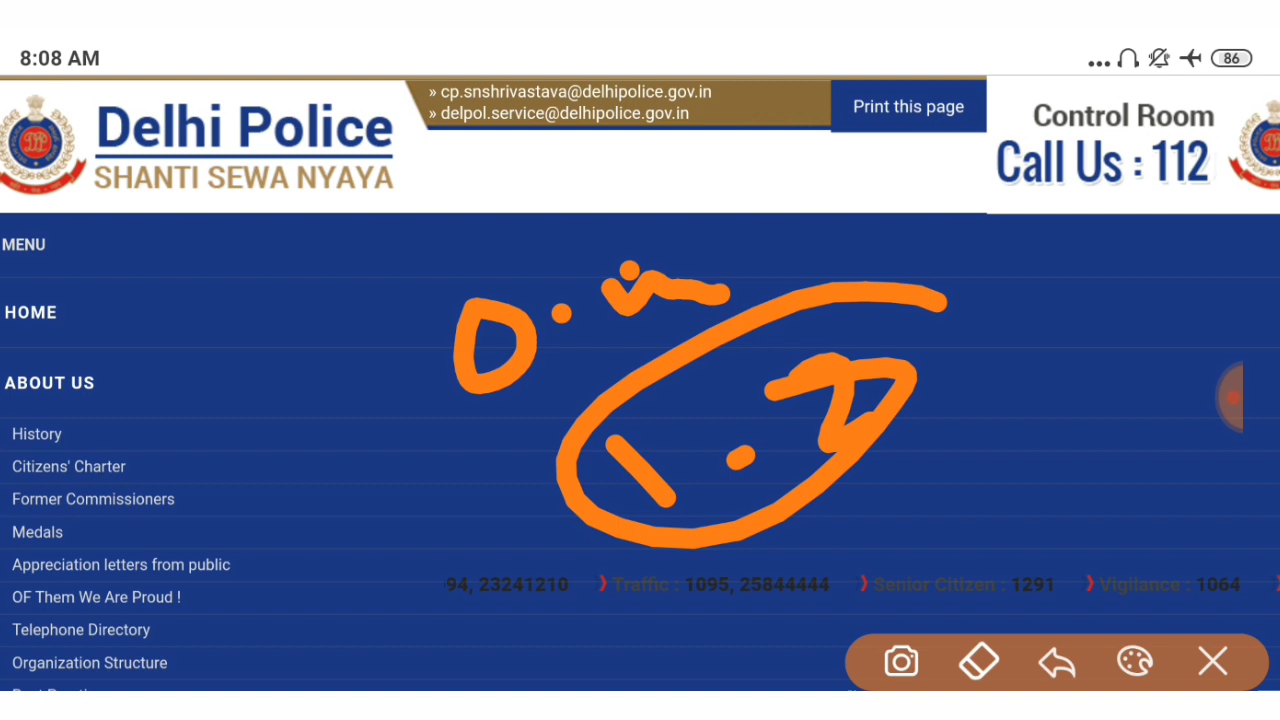 8:08 AM
86
Delhi Police
SHANTI SEWA NYAYA
» cp.snshrivastava@delhipolice.gov.in
» delpol.service@delhipolice.gov.in
Print this page
Control Room
Call Us : 112
MENU
HOME
ABOUT US
History
Citizens' Charter
Former Commissioners
Medals
Appreciation letters from public
OF Them We Are Proud !
Telephone Directory
Organization Structure
94, 23241210 Traffic : 1095, 25844444 Senior Citizen : 1291 Vigilance : 1064